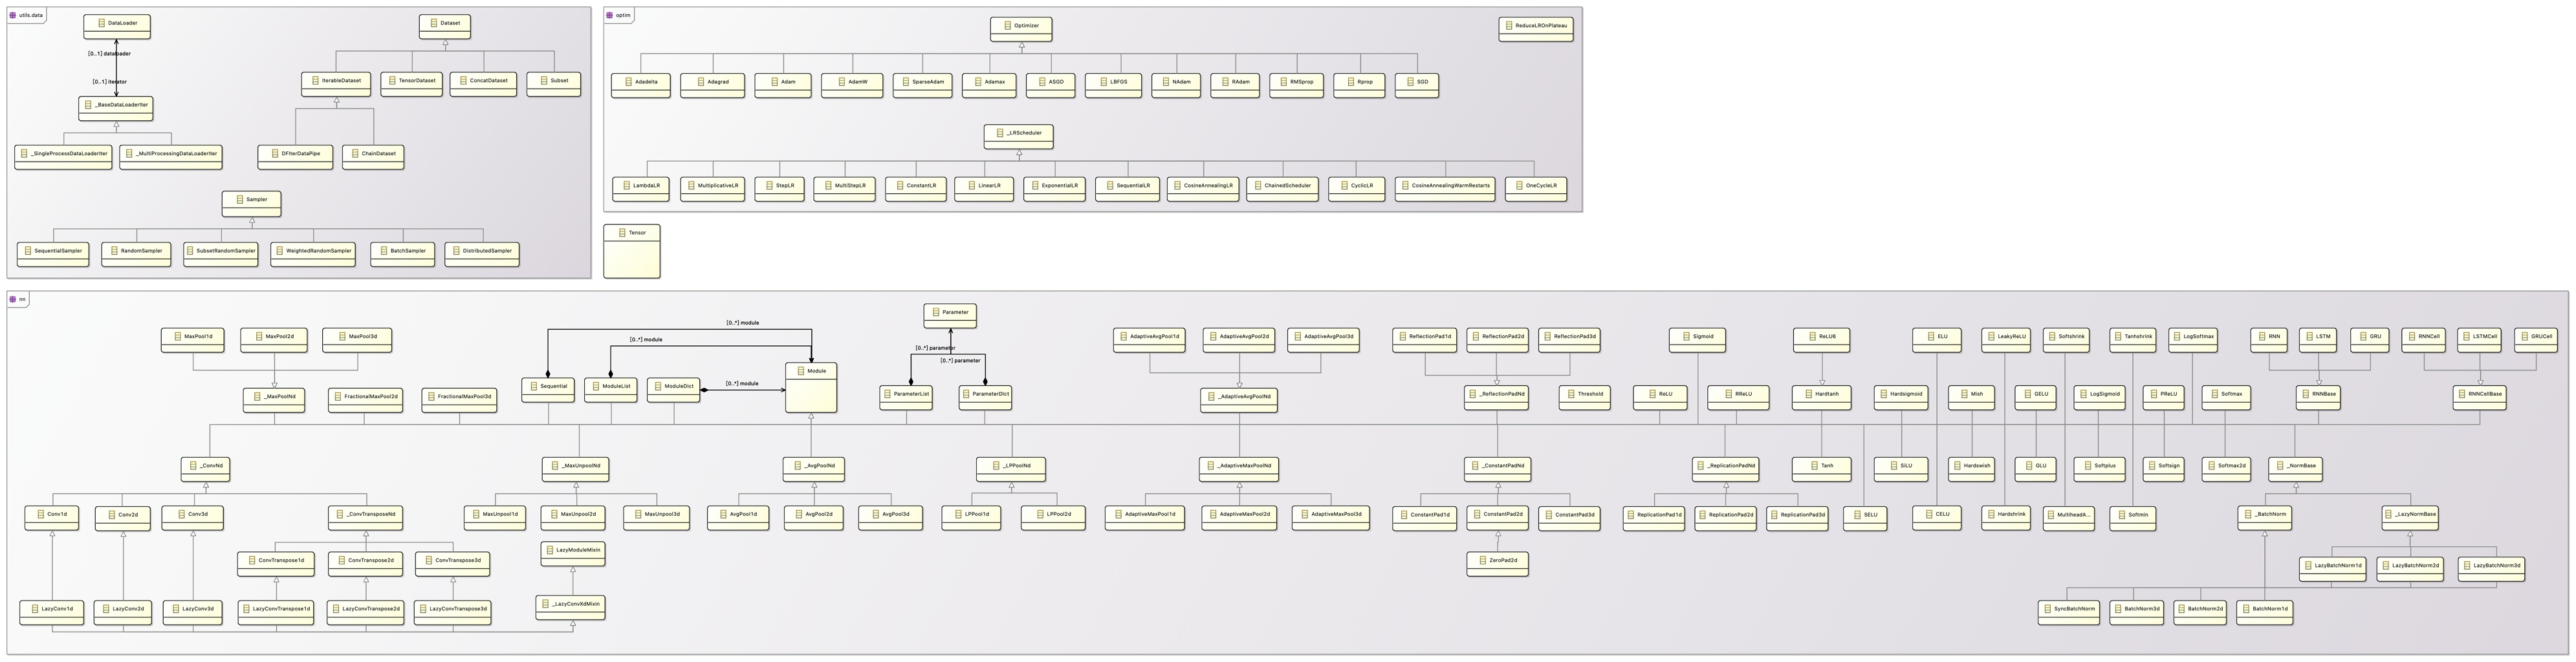 utils.data
DataLoader
Dataset
[0..1] dataloader
[0..1] iterator
IterableDataset
TensorDataset
ConcatDataset
Subset
_BaseDataLoaderIter
_SingleProcessDataLoaderIter
_MultiProcessingDataLoaderIter
DFIterDataPipe
ChainDataset
Sampler
SequentialSampler
RandomSampler
SubsetRandomSampler
WeightedRandomSampler
BatchSampler
DistributedSampler
optim
Optimizer
ReduceLROnPlateau
Adadelta
Adagrad
Adam
AdamW
SparseAdam
Adamax
ASGD
LBFGS
NAdam
RAdam
RMSprop
Rprop
SGD
_LRScheduler
LambdaLR
MultiplicativeLR
StepLR
MultiStepLR
ConstantLR
LinearLR
ExponentialLR
SequentialLR
CosineAnnealingLR
ChainedScheduler
CyclicLR
CosineAnnealingWarmRestarts
OneCycleLR
Tensor
nn
Parameter
[0..*] module
[0..*] module
[0..*] module
[0..*] parameter
[0..*] parameter
MaxPool1d
MaxPool2d
MaxPool3d
AdaptiveAvgPool1d
AdaptiveAvgPool2d
AdaptiveAvgPool3d
ReflectionPad1d
ReflectionPad2d
ReflectionPad3d
Sigmoid
ReLU6
ELU
LeakyReLU
Softshrink
Tanhshrink
LogSoftmax
RNN
LSTM
GRU
RNNCell
LSTMCell
GRUCell
_MaxPoolNd
FractionalMaxPool2d
FractionalMaxPool3d
Sequential
ModuleList
ModuleDict
Module
ParameterList
ParameterDict
_AdaptiveAvgPoolNd
_ReflectionPadNd
Threshold
ReLU
RReLU
Hardtanh
Hardsigmoid
Mish
GELU
LogSigmoid
PReLU
Softmax
RNNBase
RNNCellBase
_ConvNd
_MaxUnpoolNd
_AvgPoolNd
_LPPoolNd
_AdaptiveMaxPoolNd
_ConstantPadNd
_ReplicationPadNd
Tanh
SiLU
Hardswish
GLU
Softplus
Softsign
Softmax2d
_NormBase
Conv1d
Conv2d
Conv3d
_ConvTransposeNd
MaxUnpool1d
MaxUnpool2d
MaxUnpool3d
AvgPool1d
AvgPool2d
AvgPool3d
LPPool1d
LPPool2d
AdaptiveMaxPool1d
AdaptiveMaxPool2d
AdaptiveMaxPool3d
ConstantPad1d
ConstantPad2d
ConstantPad3d
ReplicationPad1d
ReplicationPad2d
ReplicationPad3d
SELU
CELU
Hardshrink
MultiheadA...
Softmin
_BatchNorm
_LazyNormBase
ConvTranspose1d
ConvTranspose2d
ConvTranspose3d
LazyModuleMixin
ZeroPad2d
LazyBatchNorm1d
LazyBatchNorm2d
LazyBatchNorm3d
LazyConv1d
LazyConv2d
LazyConv3d
LazyConvTranspose1d
LazyConvTranspose2d
LazyConvTranspose3d
_LazyConvXdMixin
SyncBatchNorm
BatchNorm3d
BatchNorm2d
BatchNorm1d